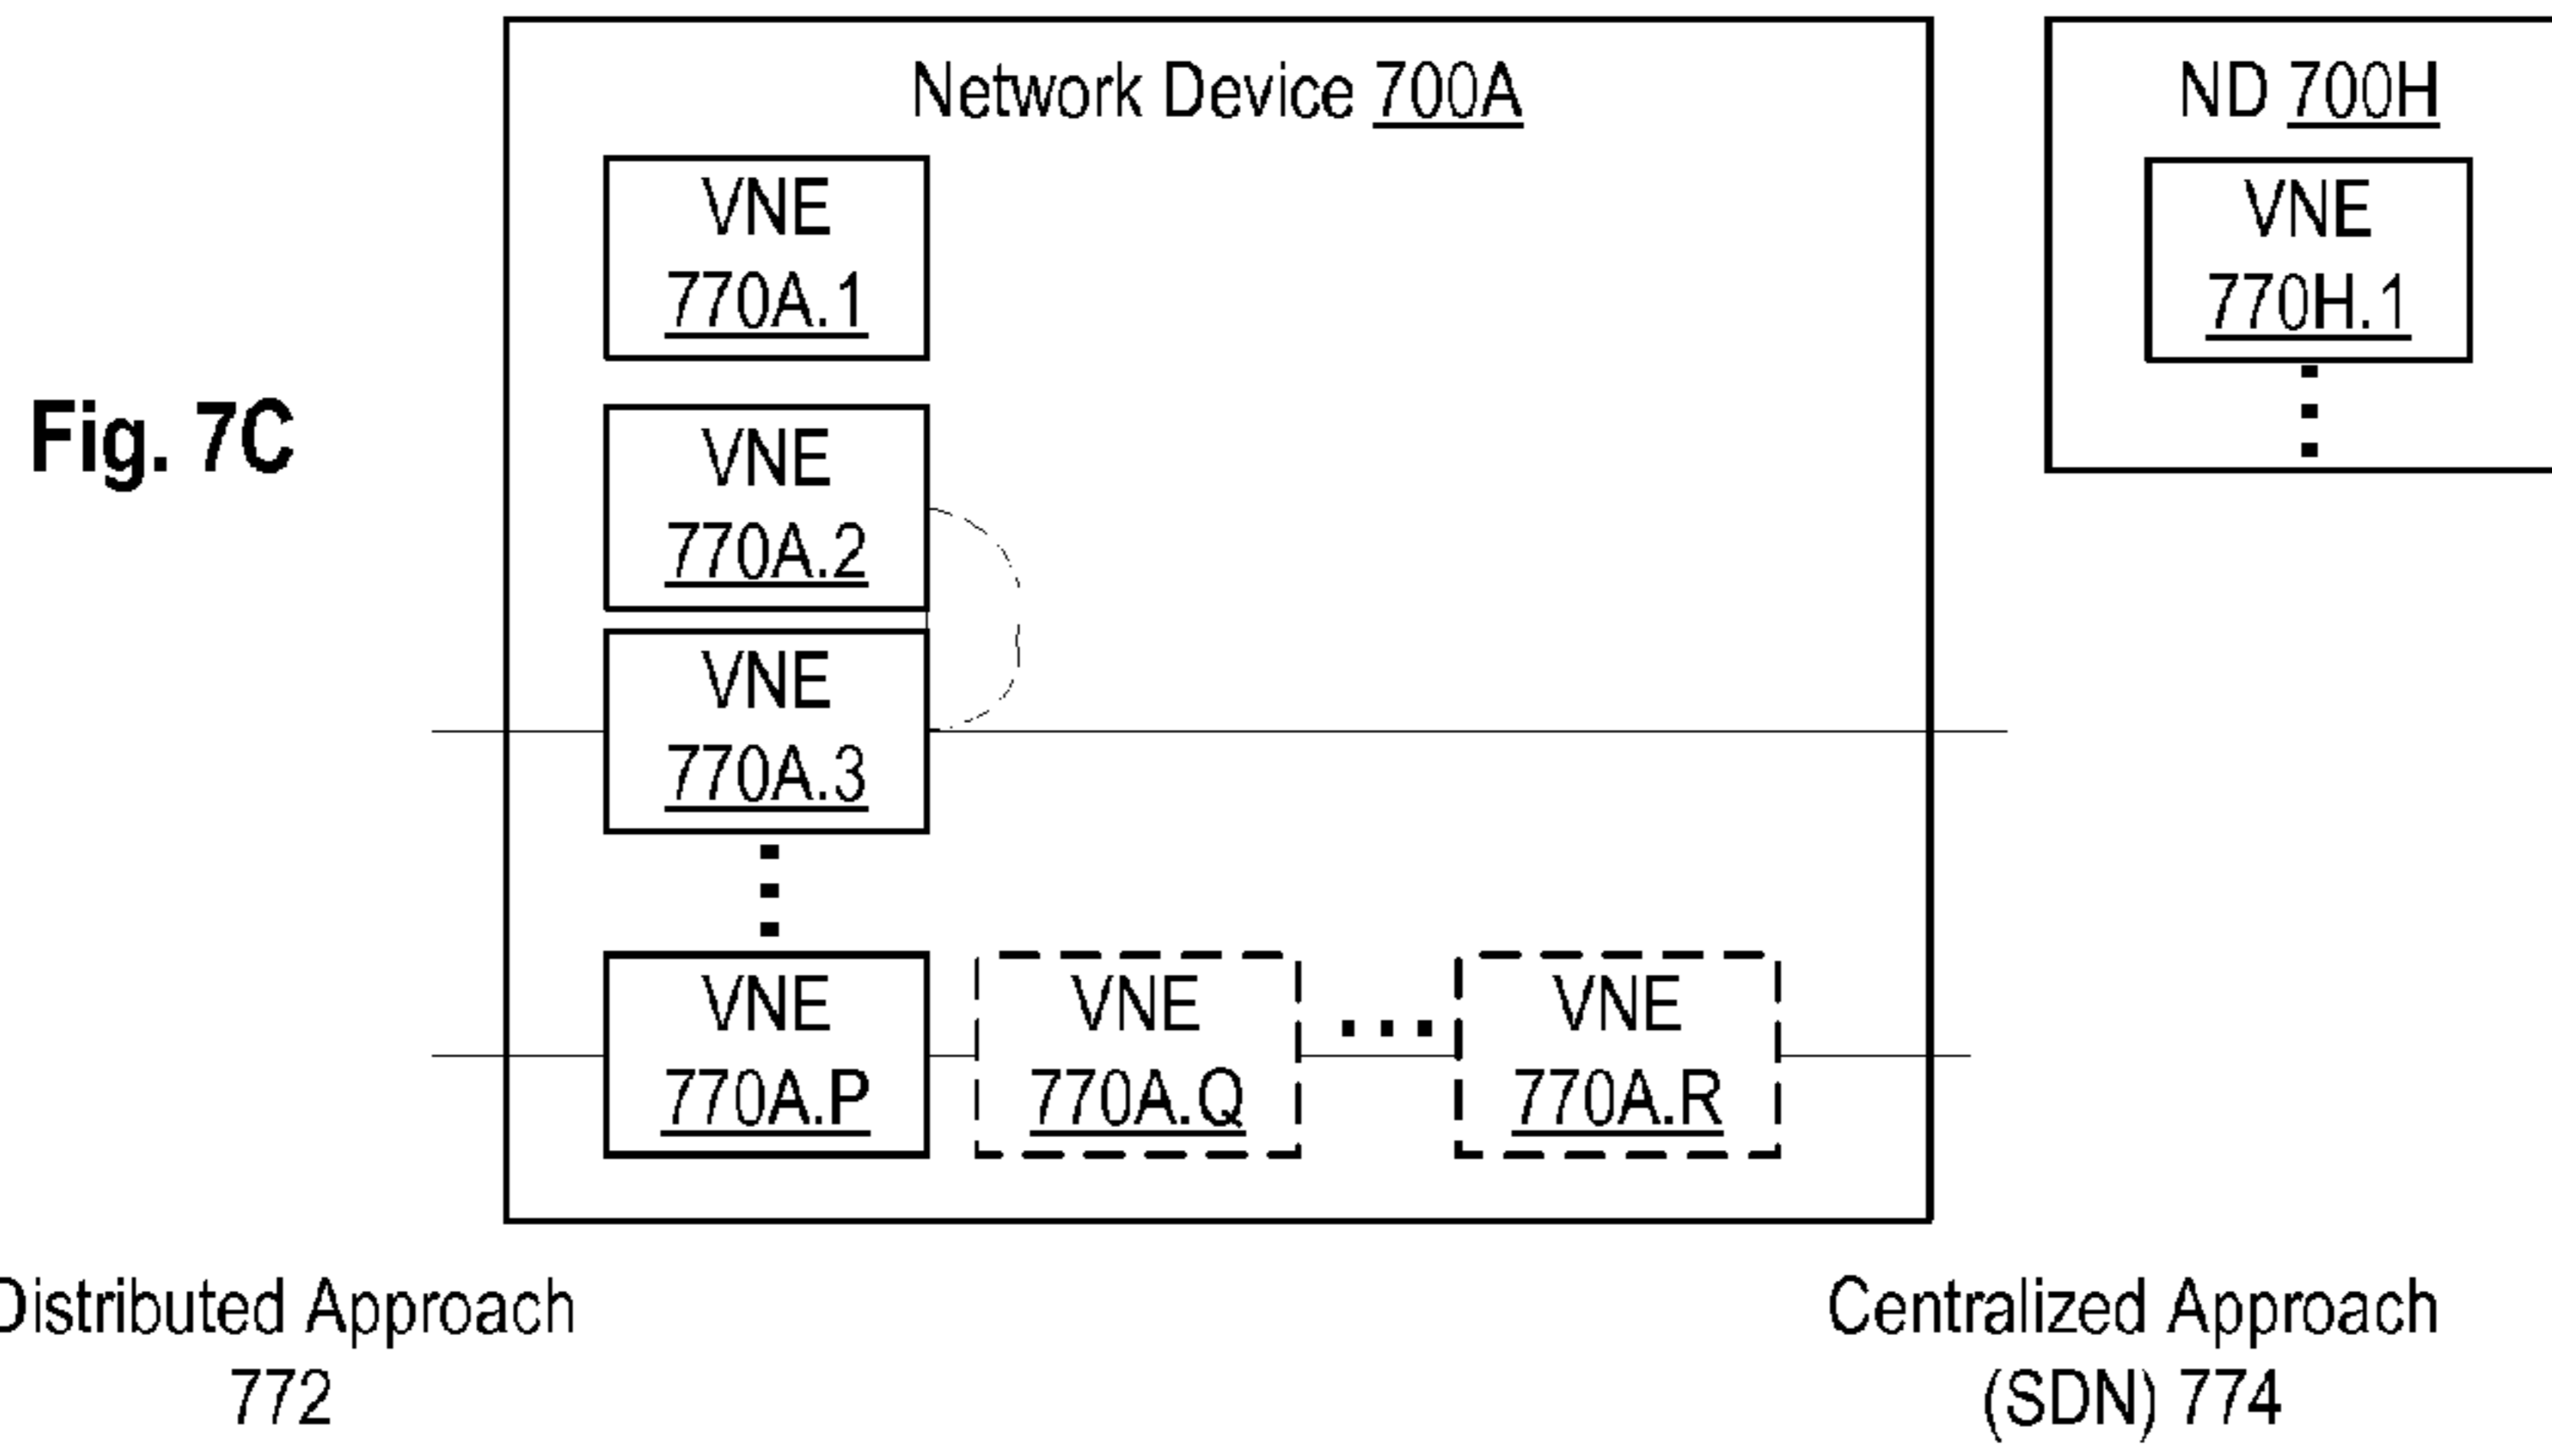 Network Device 700A
ND 700H
VNE
770A.1
VNE
770H.1
Fig. 7C
VNE
770A.2
VNE
770A.3
VNE
770A.P
VNE
770A.Q
VNE
770A.R
Distributed Approach
772
Centralized Approach
(SDN) 774